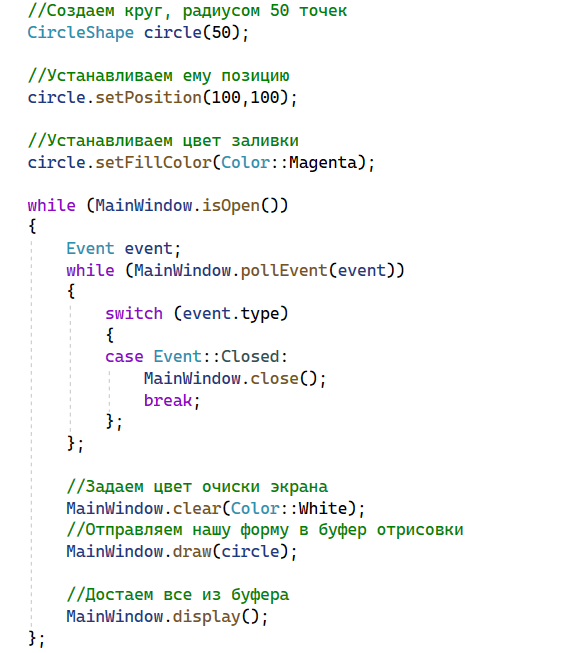 //Создаем круг, радиусом 50 точек
CircleShape circle(50);
//Устанавливаем ему позицию
circle.setPosition(100,100);
//Устанавливаем цвет заливки
circle.setFillColor(Color::Magenta);
while (MainWindow.isOpen())
{
Event event;
while (MainWindow.pollEvent(event))
{
switch (event.type)
{
case Event::Closed:
MainWindow.close();
break;
};
};
//Задаем цвет очиски экрана
MainWindow.clear(Color::White);
//Отправляем нашу форму в буфер отрисовки
MainWindow.draw(circle);
//Достаем все из буфера
MainWindow.display();
};